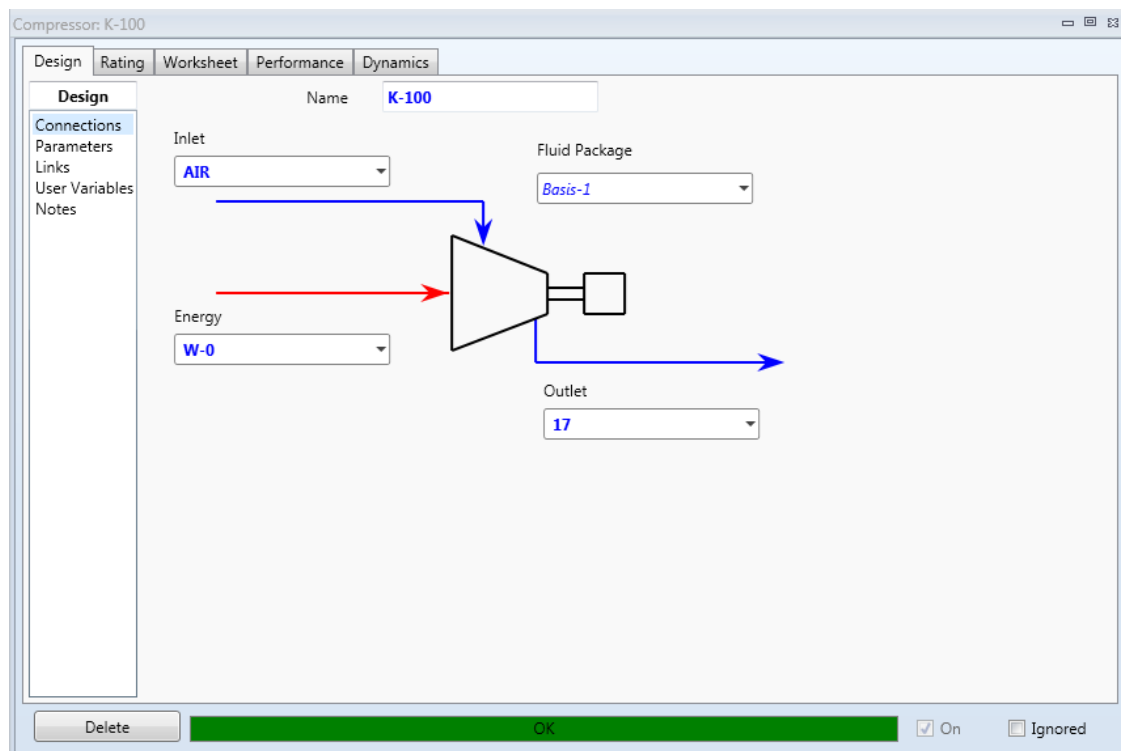 Compressor: K-100
Design Rating Worksheet Performance Dynamics
Design
Connections
Parameters
Links
User Variables
Notes
Name K-100
Inlet
AIR
Fluid Package
Basis-1
Energy
W-0
Outlet
17
Delete OK On Ignored